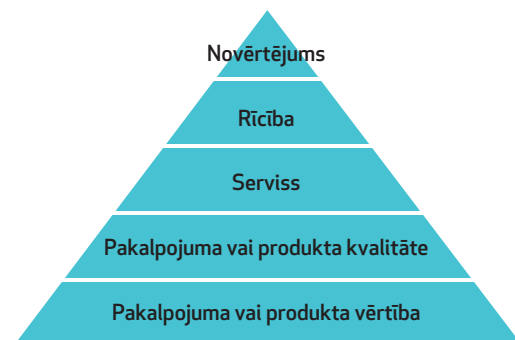 Novērtējums
Rīcība
Serviss
Pakalpojuma vai produkta kvalitāte
Pakalpojuma vai produkta vērtība